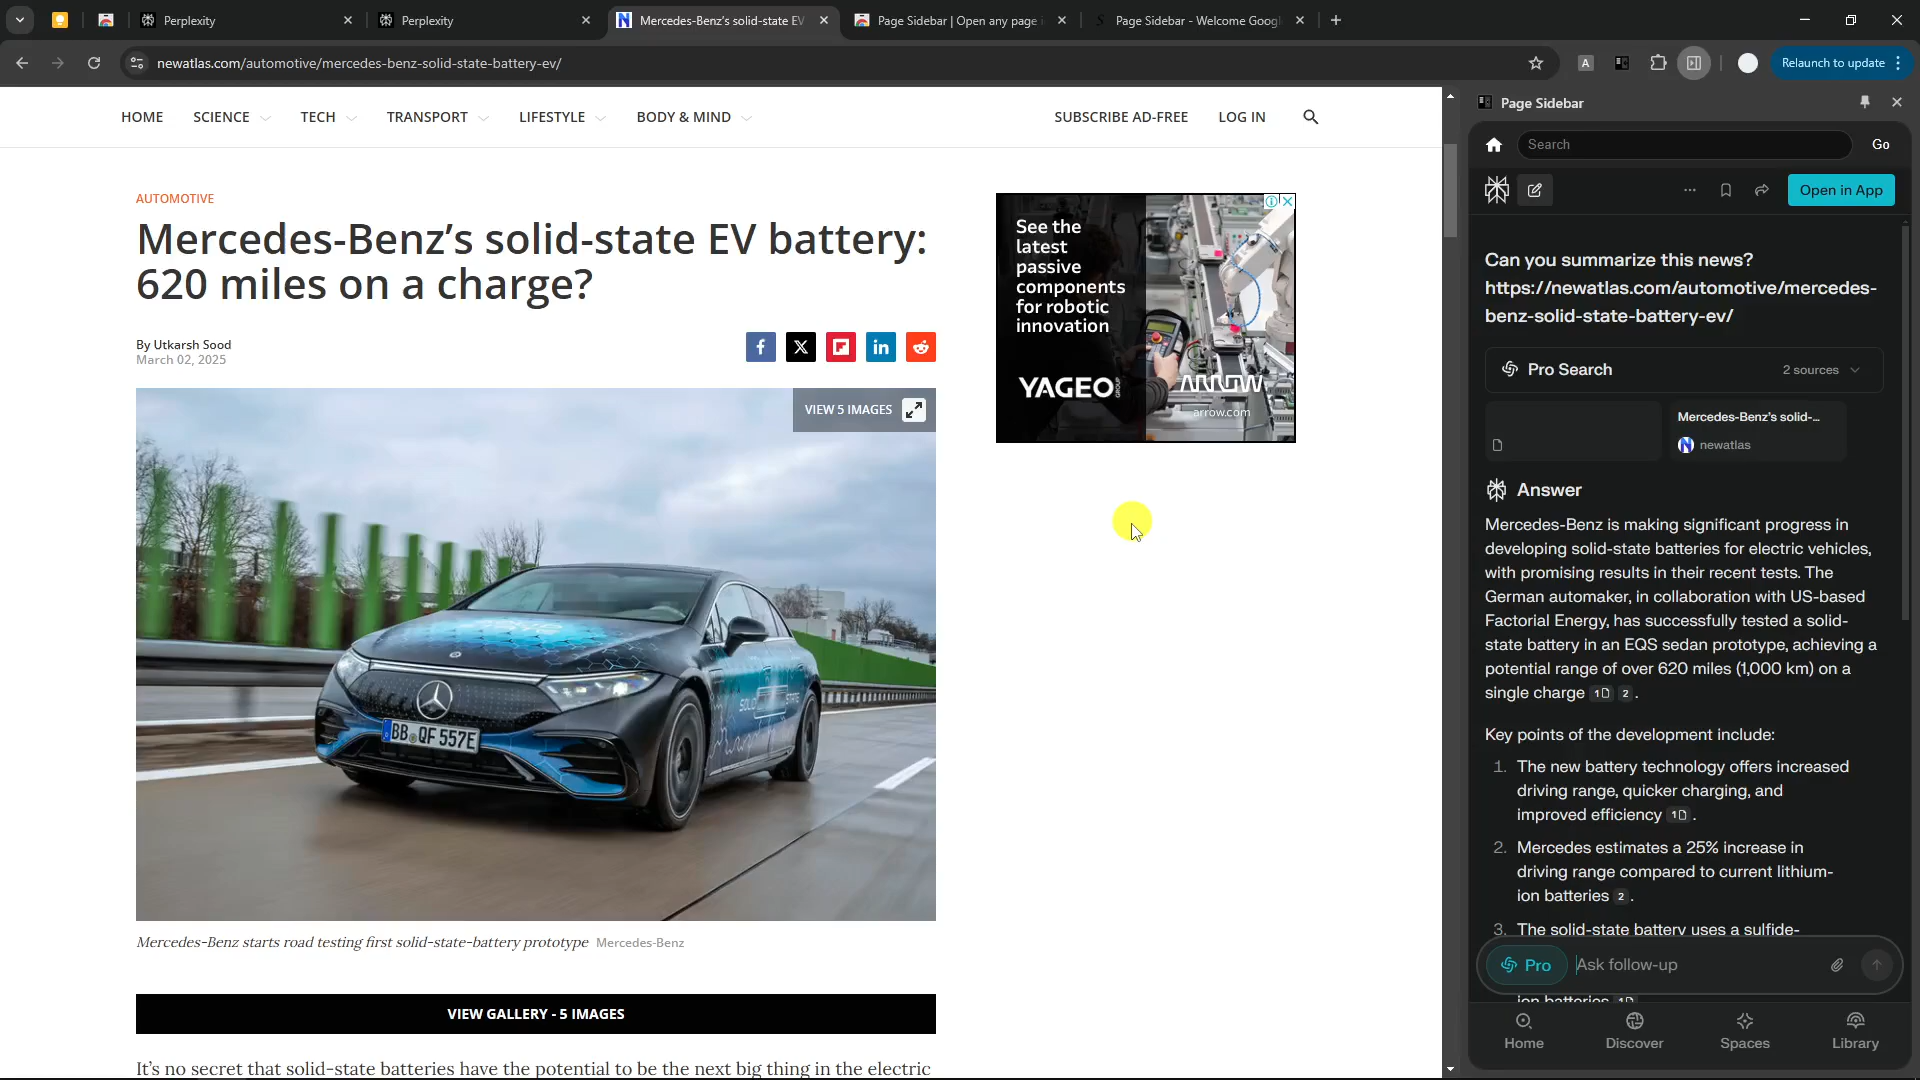 Perplexity
Perplexity
Mercedes-Benz's solid-state EV
Page Sidebar | Open any page i
Page Sidebar - Welcome Googl
newatlas.com/automotive/mercedes-benz-solid-state-battery-ev/
A
Relaunch to update
HOME
SCIENCE
TECH
TRANSPORT
LIFESTYLE
BODY & MIND
SUBSCRIBE AD-FREE
LOG IN
AUTOMOTIVE
Mercedes-Benz’s solid-state EV battery:
620 miles on a charge?
By Utkarsh Sood
March 02, 2025
VIEW 5 IMAGES
SOLID STATE
BB QF 557E
Mercedes-Benz starts road testing first solid-state-battery prototype Mercedes-Benz
VIEW GALLERY - 5 IMAGES
It’s no secret that solid-state batteries have the potential to be the next big thing in the electric
See the
latest
passive
components
for robotic
innovation
YAGEO GROUP
ARROW
arrow.com
Page Sidebar
Search
Go
Open in App
Can you summarize this news?
https://newatlas.com/automotive/mercedes-
benz-solid-state-battery-ev/
Pro Search
2 sources
Mercedes-Benz's solid-...
newatlas
Answer
Mercedes-Benz is making significant progress in
developing solid-state batteries for electric vehicles,
with promising results in their recent tests. The
German automaker, in collaboration with US-based
Factorial Energy, has successfully tested a solid-
state battery in an EQS sedan prototype, achieving a
potential range of over 620 miles (1,000 km) on a
single charge 1 2 .
Key points of the development include:
1. The new battery technology offers increased
driving range, quicker charging, and
improved efficiency 1 .
2. Mercedes estimates a 25% increase in
driving range compared to current lithium-
ion batteries 2 .
3. The solid-state battery uses a sulfide-
Pro
Ask follow-up
ion batteries 1
Home
Discover
Spaces
Library